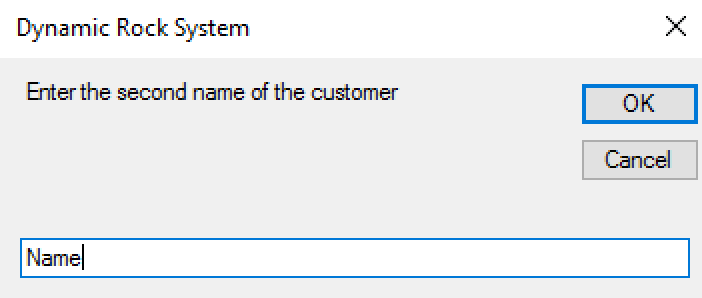 Dynamic Rock System
Enter the second name of the customer
OK
Cancel
Name